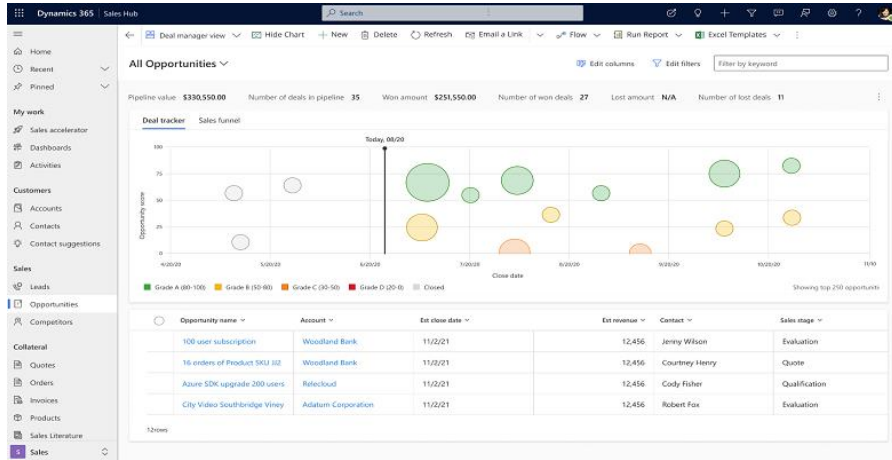 Dynamics 365 Sales Hub Search
Deal manager view Hide Chart New Delete Refresh Email a Link Flow Run Report Excel Templates
Home
Recent
Pinned
My work
Sales accelerator
Dashboards
Activities
Customers
Accounts
Contacts
Contact suggestions
Sales
Leads
Opportunities
Competitors
Collateral
Quotes
Orders
Invoices
Products
Sales Literature
S Sales
All Opportunities Edit columns Edit filters Filter by keyword
Pipeline value $330,550.00 Number of deals in pipeline 35 Won amount $251,550.00 Number of won deals 27 Lost amount N/A Number of lost deals 11
Deal tracker Sales funnel
Today, 08/20
Opportunity score
100
75
50
25
0
4/20/20 5/20/20 6/20/20 7/20/20 8/20/20 9/20/20 10/20/20 11/10
Close date
Grade A (80-100) Grade B (50-80) Grade C (30-50) Grade D (20-0) Closed Showing top 250 opportuniti
Opportunity name Account Est close date Est revenue Contact Sales stage
100 user subscription Woodland Bank 11/2/21 12,456 Jenny Wilson Evaluation
16 orders of Product SKU Woodland Bank 11/2/21 12,456 Courtney Henry Quote
Azure SDK upgrade 200 users Relecloud 11/2/21 12,456 Cody Fisher Qualification
City Video Southbridge Viney Adatum Corporation 11/2/21 12,456 Robert Fox Evaluation
12rows